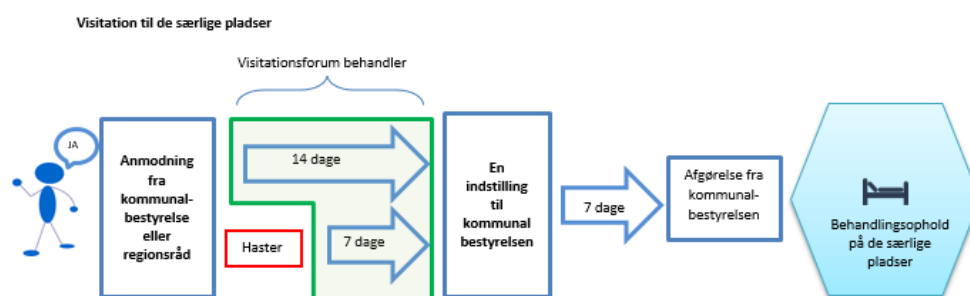 Visitation til de særlige pladser
Visitationsforum behandler
JA
Anmodning
fra
kommunal-
bestyrelse
eller
regionsråd
14 dage
Haster
7 dage
En
indstilling
til
kommunal
bestyrelsen
7 dage
Afgørelse fra
kommunal-
bestyrelsen
Behandlingsophold
på de særlige
pladser